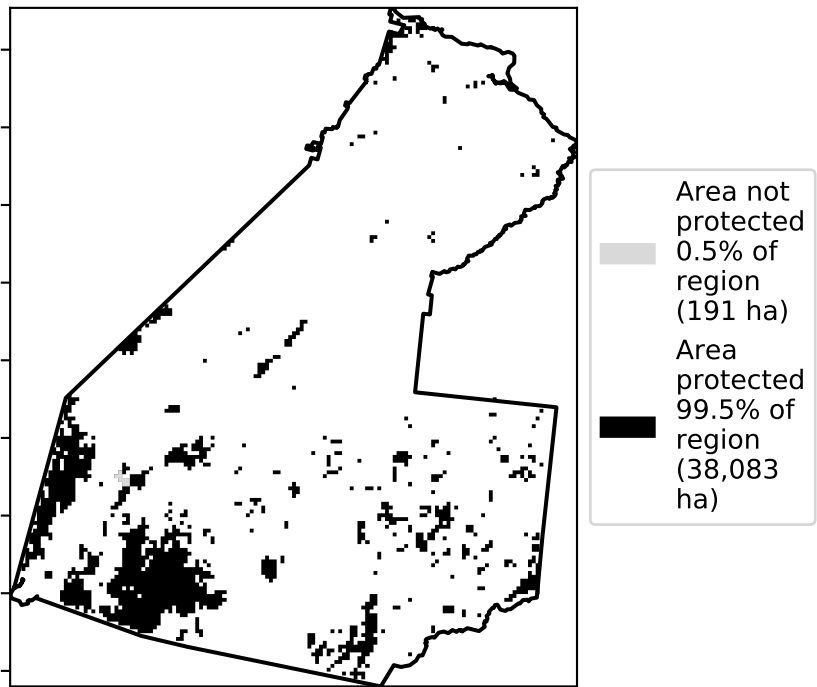 Area not
protected
0.5% of
region
(191 ha)
Area
protected
99.5% of
region
(38,083
ha)